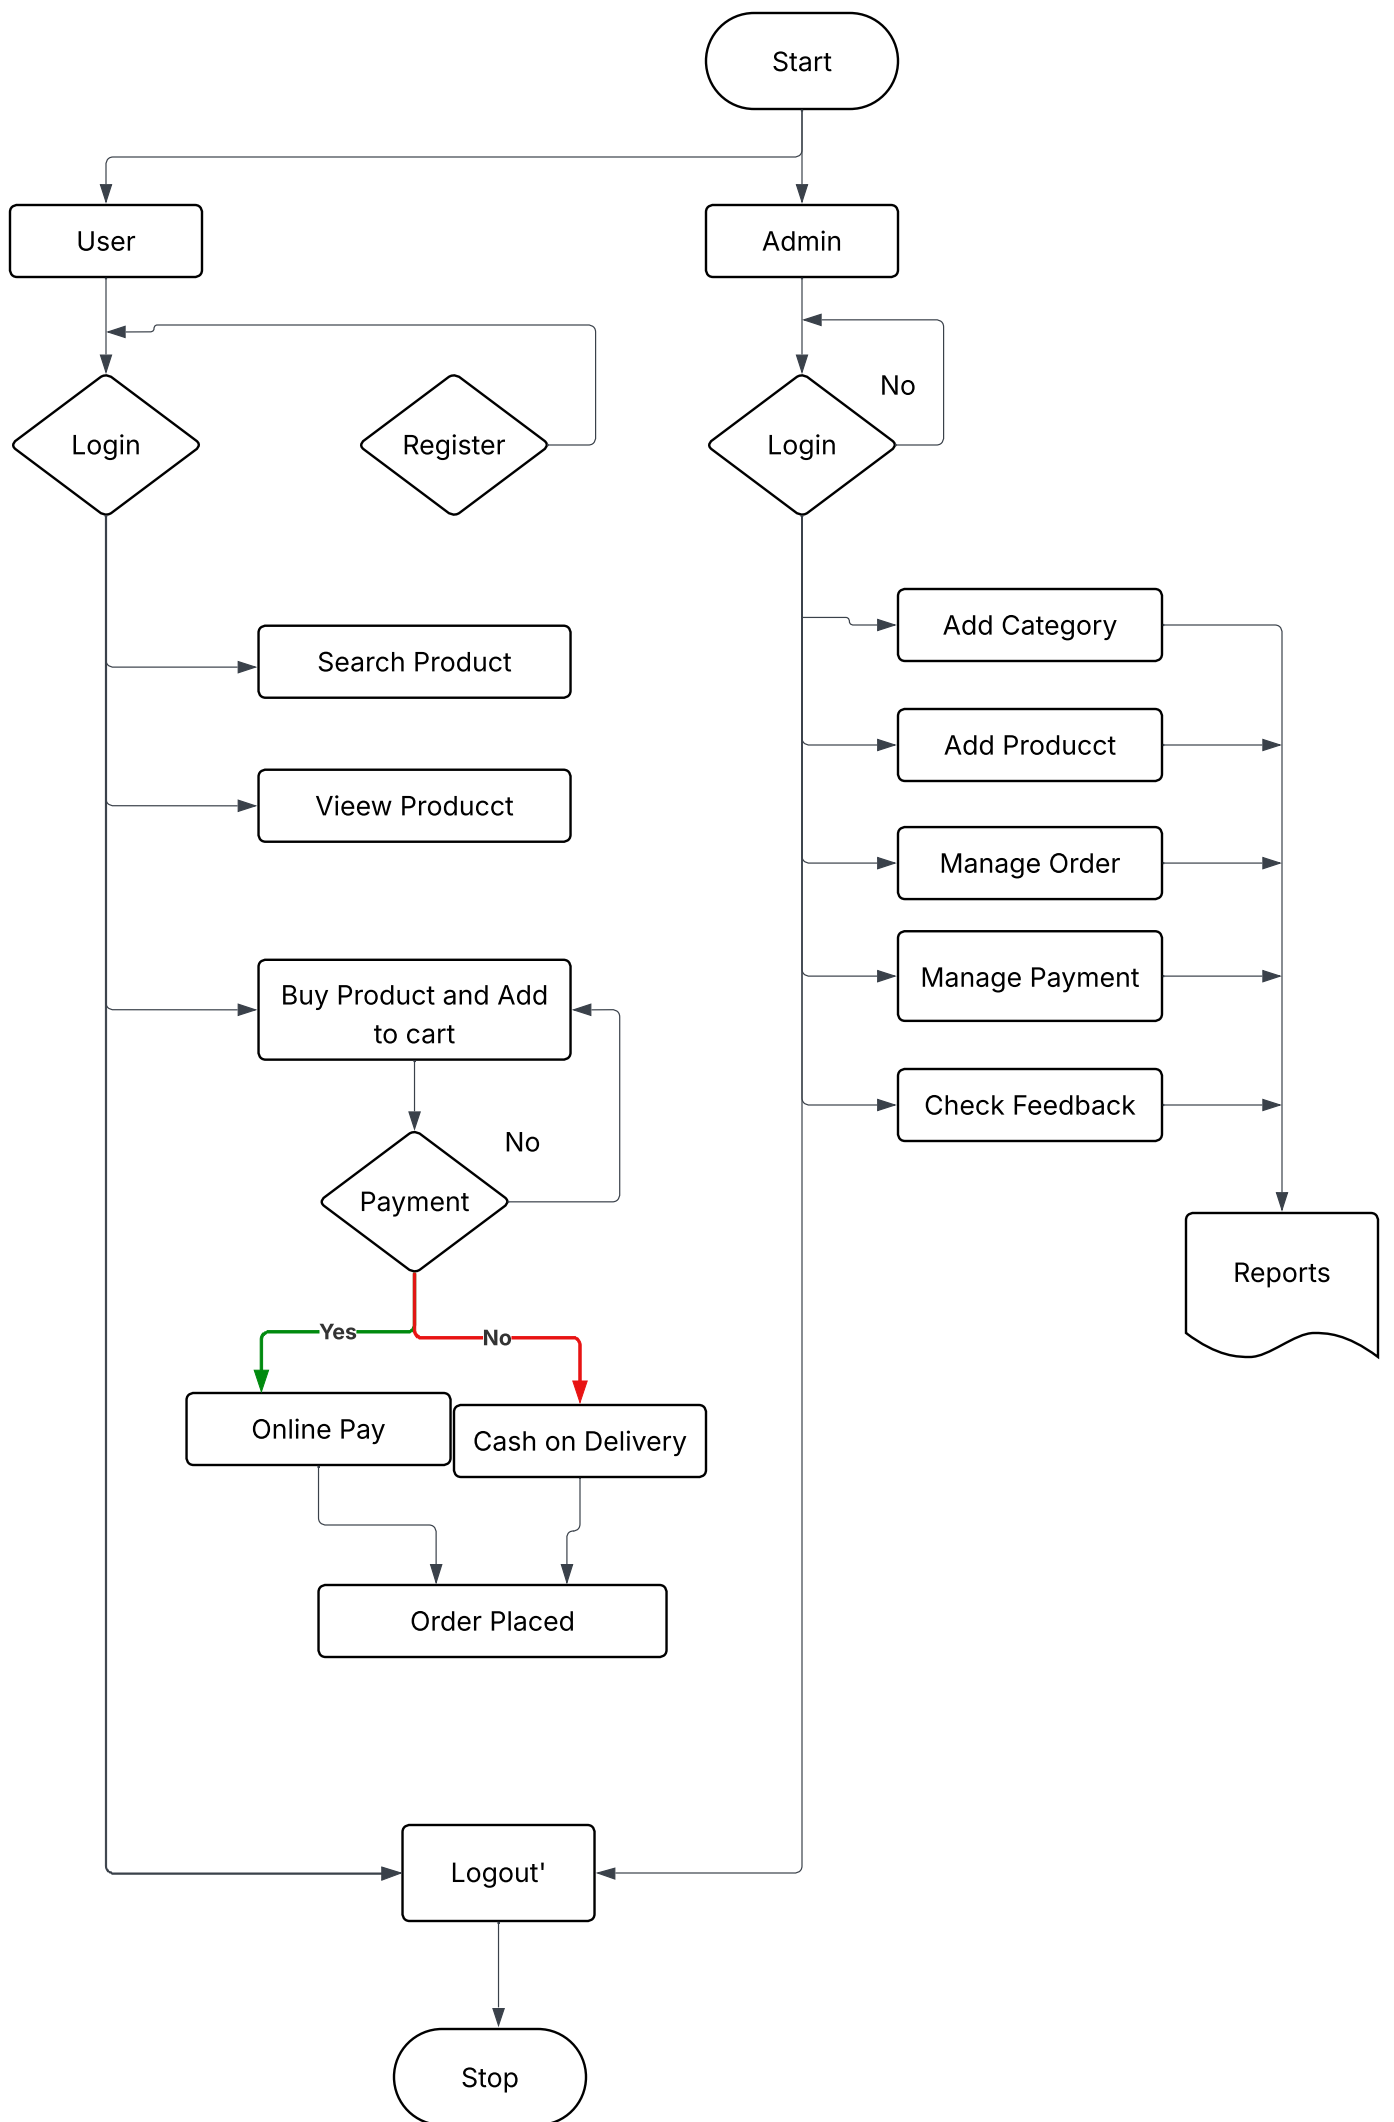 Start
User
Admin
No
Login
Register
Login
Add Category
Search Product
Add Producct
Vieew Producct
Manage Order
Manage Payment
Buy Product and Add
to cart
Check Feedback
No
Payment
Reports
Yes
No
Online Pay
Cash on Delivery
Order Placed
Logout'
Stop